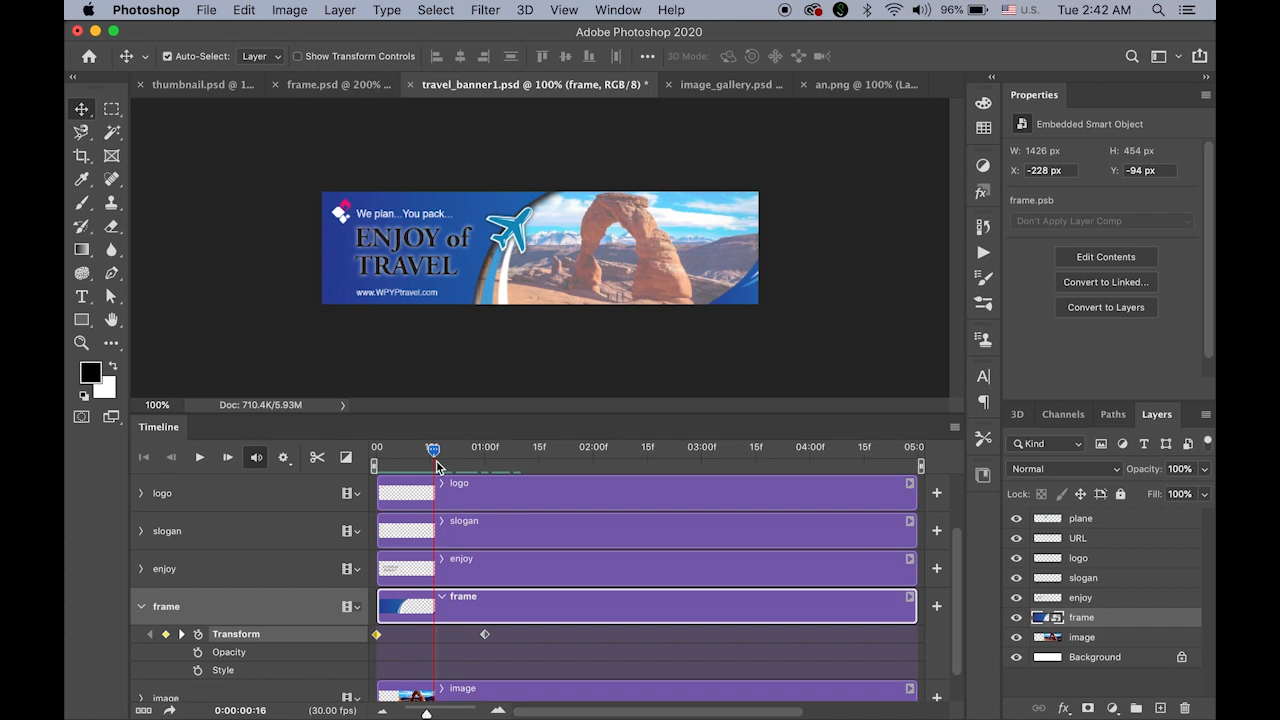 Photoshop File Edit Image Layer Type Select Filter 3D View Window Help 96% U.S. Tue 2:42 AM
Adobe Photoshop 2020
Auto-Select: Layer Show Transform Controls 3D Mode:
thumbnail.psd @ 1... frame.psd @ 200% ... travel_banner1.psd @ 100% (frame, RGB/8) * image_gallery.psd ... an.png @ 100% (La...
Properties
Embedded Smart Object
W: 1426 px H: 454 px
X: -228 px Y: -94 px
frame.psb
Don't Apply Layer Comp
Edit Contents
Convert to Linked...
Convert to Layers
We plan...You pack...
ENJOY of
TRAVEL
www.WPYPtravel.com
100% Doc: 710.4K/5.93M
Timeline
00 01:00f 15f 02:00f 15f 03:00f 15f 04:00f 15f 05:0
logo logo
slogan slogan
enjoy enjoy
frame frame
Transform
Opacity
Style
image image
0:00:00:16 (30.00 fps)
3D Channels Paths Layers
Kind
Normal Opacity: 100%
Lock: Fill: 100%
plane
URL
logo
slogan
enjoy
frame
image
Background